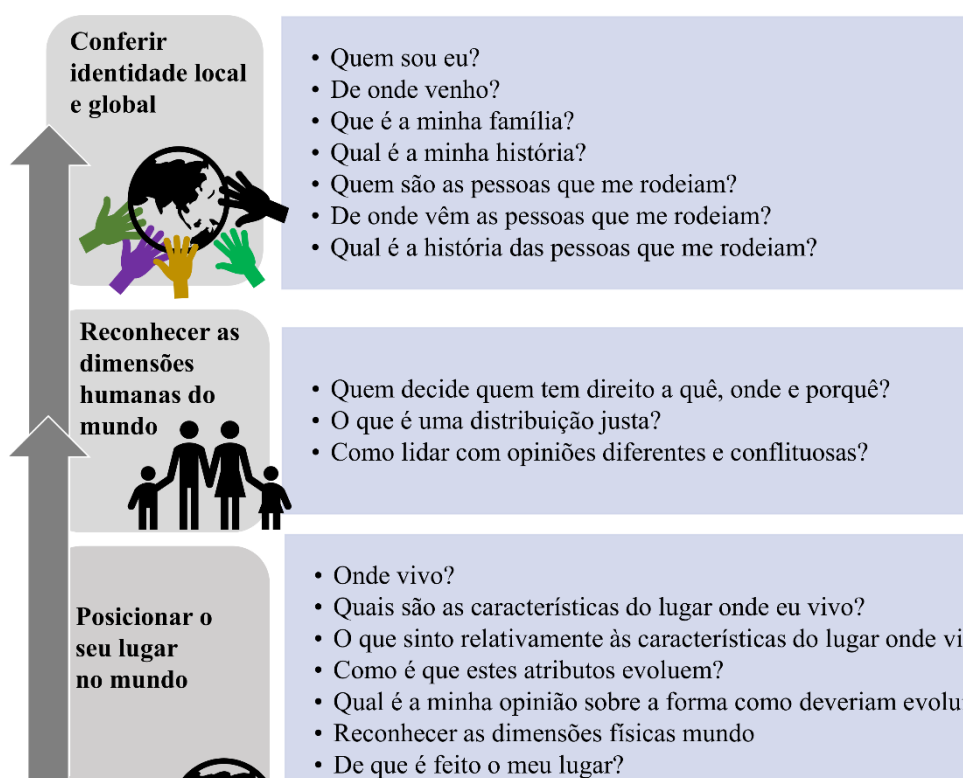 Conferir
identidade local
e global
• Quem sou eu?
• De onde venho?
• Que é a minha família?
• Qual é a minha história?
• Quem são as pessoas que me rodeiam?
• De onde vêm as pessoas que me rodeiam?
• Qual é a história das pessoas que me rodeiam?
Reconhecer as
dimensões
humanas do
mundo
• Quem decide quem tem direito a quê, onde e porquê?
• O que é uma distribuição justa?
• Como lidar com opiniões diferentes e conflituosas?
Posicionar o
seu lugar
no mundo
• Onde vivo?
• Quais são as características do lugar onde eu vivo?
• O que sinto relativamente às características do lugar onde
• Como é que estes atributos evoluem?
• Qual é a minha opinião sobre a forma como deveriam
• Reconhecer as dimensões físicas mundo
• De que é feito o meu lugar?